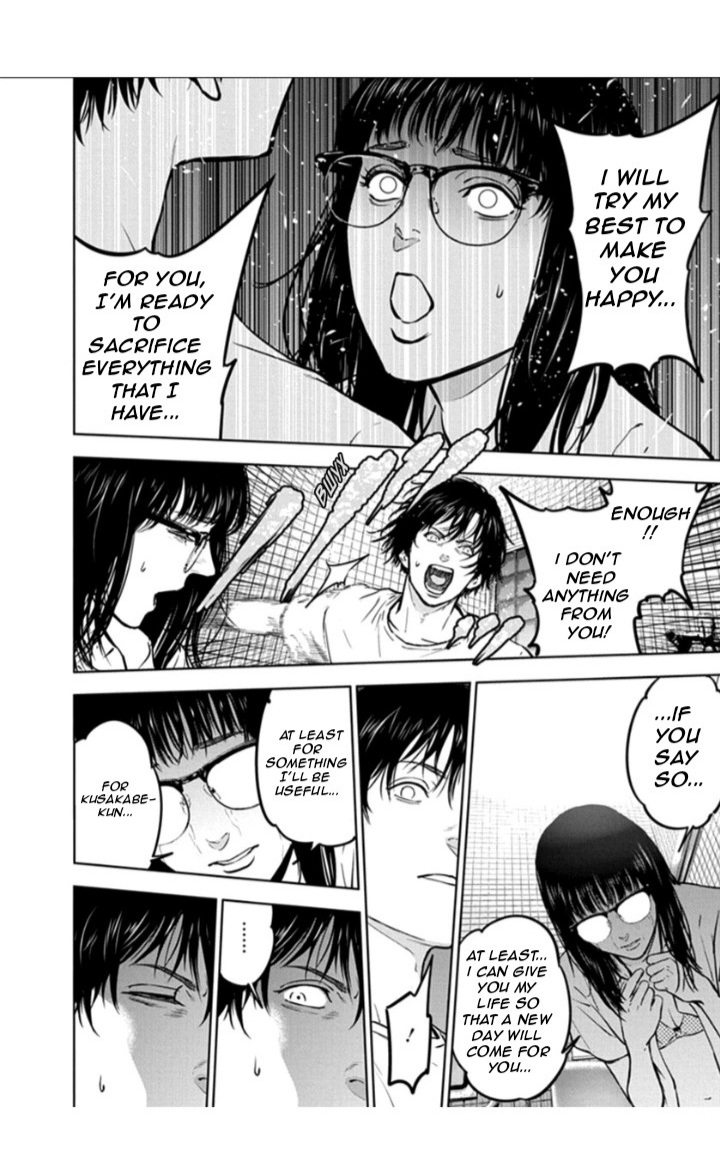 I WILL
TRY MY
BEST TO
MAKE
YOU
HAPPY...
FOR YOU,
I'M READY
TO
SACRIFICE
EVERYTHING
THAT I
HAVE...
ENOUGH
!!
I DON'T
NEED
ANYTHING
FROM
YOU!
...IF
YOU
SAY
SO...
AT LEAST...
I CAN GIVE
YOU MY
LIFE SO
THAT A NEW
DAY WILL
COME FOR
YOU...
!
AT LEAST
FOR
SOMETHING
I'LL BE
USEFUL...
FOR
KUSAKABE-
KUN...
........